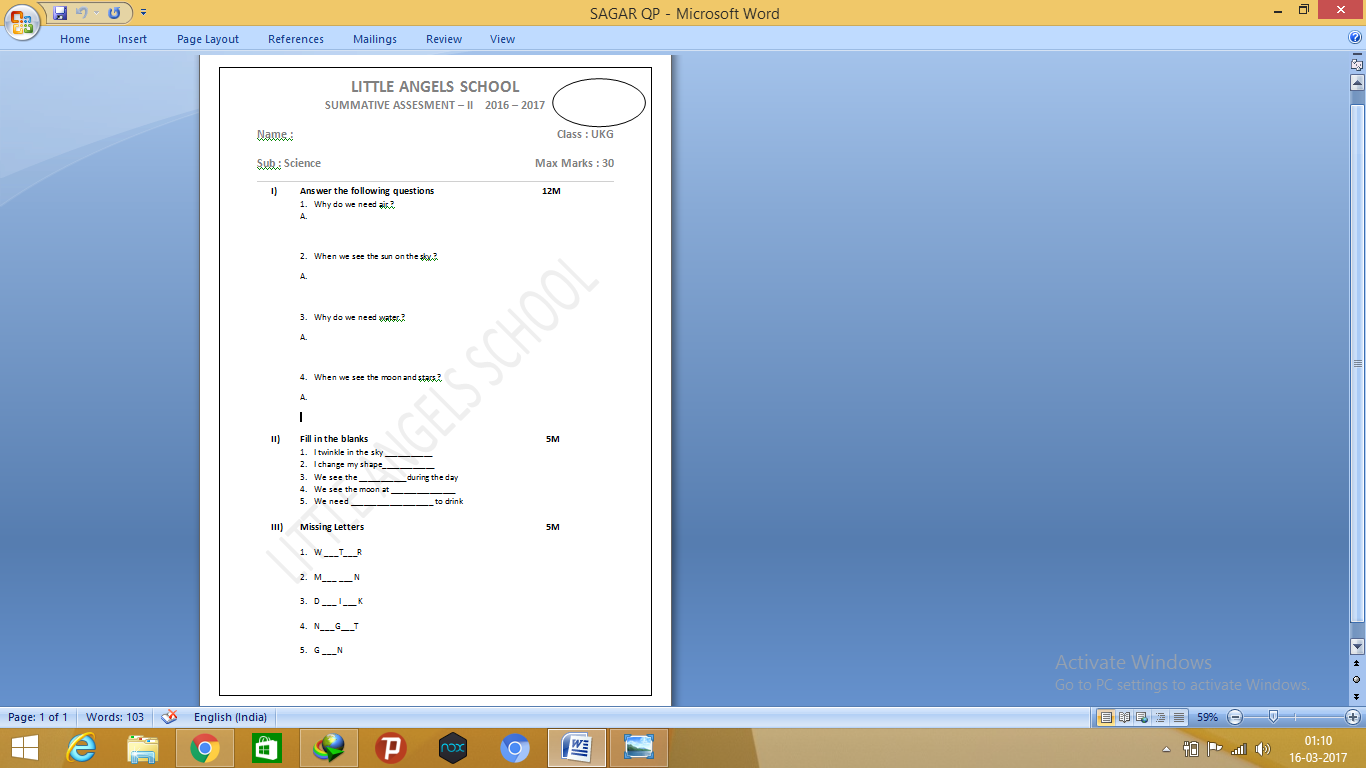 SAGAR QP - Microsoft Word
Home Insert Page Layout References Mailings Review View
LITTLE ANGELS SCHOOL
SUMMATIVE ASSESMENT – II 2016 – 2017
Name : Class : UKG
Sub : Science Max Marks : 30
I) Answer the following questions 12M
1. Why do we need air.?
A.
2. When we see the sun on the sky.?
A.
3. Why do we need water.?
A.
4. When we see the moon and stars.?
A.
II) Fill in the blanks 5M
1. I twinkle in the sky ___________
2. I change my shape____________
3. We see the ___________during the day
4. We see the moon at _______________
5. We need ___________________ to drink
III) Missing Letters 5M
1. W ___T___R
2. M___ ___N
3. D ___ I ___K
4. N___G___T
5. G ___N
LITTLE ANGELS SCHOOL
Activate Windows
Go to PC settings to activate Windows.
Page: 1 of 1 Words: 103 English (India) 59%
nox
01:10
16-03-2017